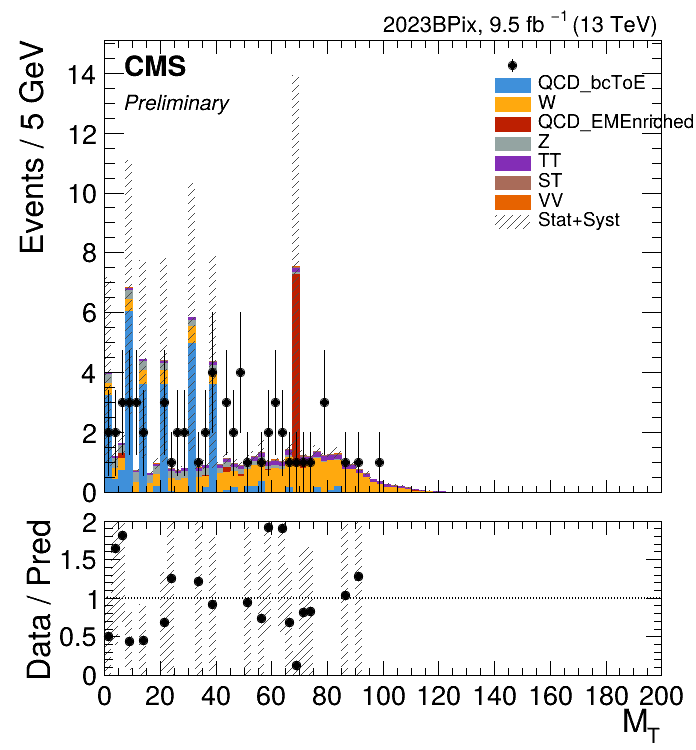 2023BPix, 9.5 fb⁻¹ (13 TeV)
CMS
Preliminary
QCD_bcToE
W
QCD_EMEnriched
Z
TT
ST
VV
Stat+Syst
Events / 5 GeV
14
12
10
8
6
4
2
0
Data / Pred
2
1.5
1
0.5
0
0 20 40 60 80 100 120 140 160 180 200
M_T